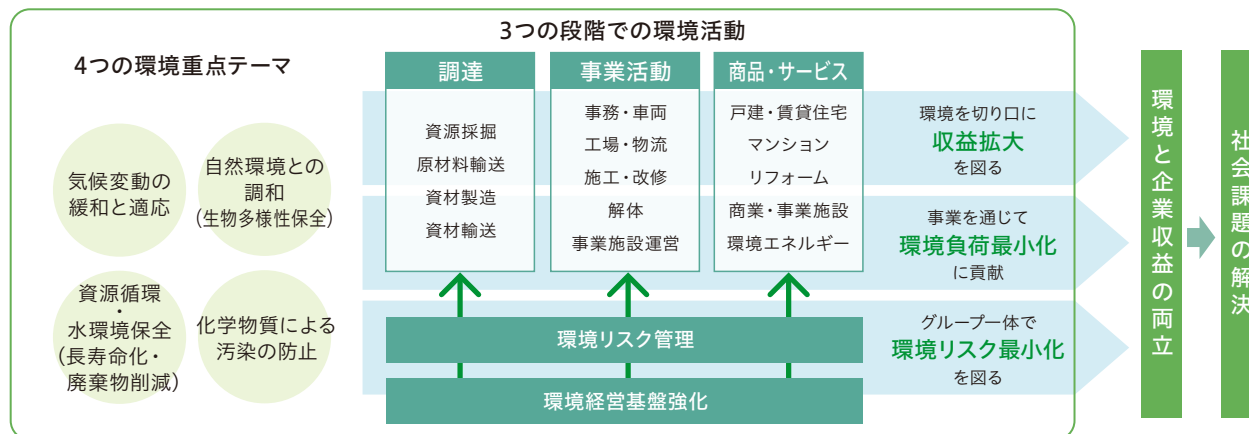 4つの環境重点テーマ
気候変動の
緩和と適応
自然環境との
調和
(生物多様性保全)
資源循環
・
水環境保全
(長寿命化・
廃棄物削減)
化学物質による
汚染の防止
3つの段階での環境活動
調達
資源採掘
原材料輸送
資材製造
資材輸送
事業活動
事務・車両
工場・物流
施工・改修
解体
事業施設運営
商品・サービス
戸建・賃貸住宅
マンション
リフォーム
商業・事業施設
環境エネルギー
環境リスク管理
環境経営基盤強化
環境を切り口に
収益拡大
を図る
事業を通じて
環境負荷最小化
に貢献
グループ一体で
環境リスク最小化
を図る
環境と企業収益の両立
社会課題の解決